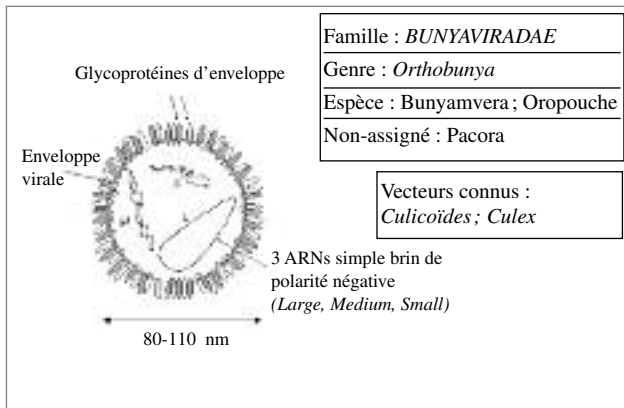 Famille : BUNYAVIRADAE
Genre : Orthobunya
Espèce : Bunyamvera ; Oropouche
Non-assigné : Pacora
Glycoprotéines d’enveloppe
Enveloppe
virale
Vecteurs connus :
Culicoïdes ; Culex
3 ARNs simple brin de
polarité négative
(Large, Medium, Small)
80-110 nm